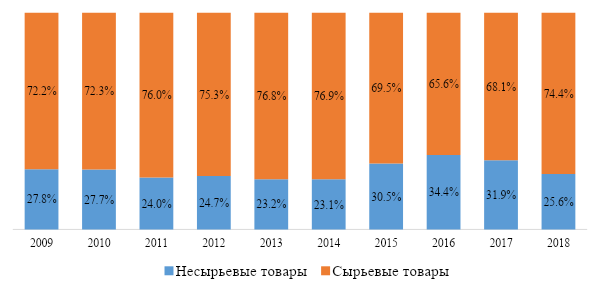 72.2% 72.3% 76.0% 75.3% 76.8% 76.9% 69.5% 65.6% 68.1% 74.4%
27.8% 27.7% 24.0% 24.7% 23.2% 23.1% 30.5% 34.4% 31.9% 25.6%
2009 2010 2011 2012 2013 2014 2015 2016 2017 2018
Несырьевые товары Сырьевые товары